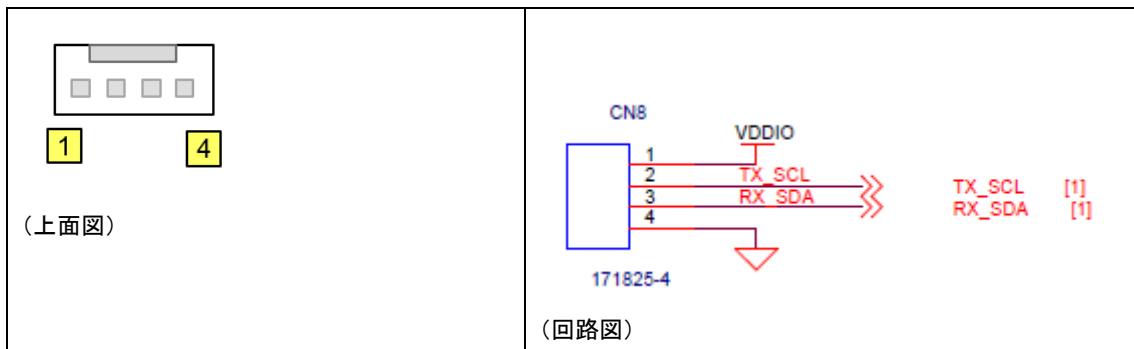 1
4
（上面図）
CN8
VDDIO
1
2
TX_SCL
3
RX_SDA
4
TX_SCL [1]
RX_SDA [1]
171825-4
（回路図）